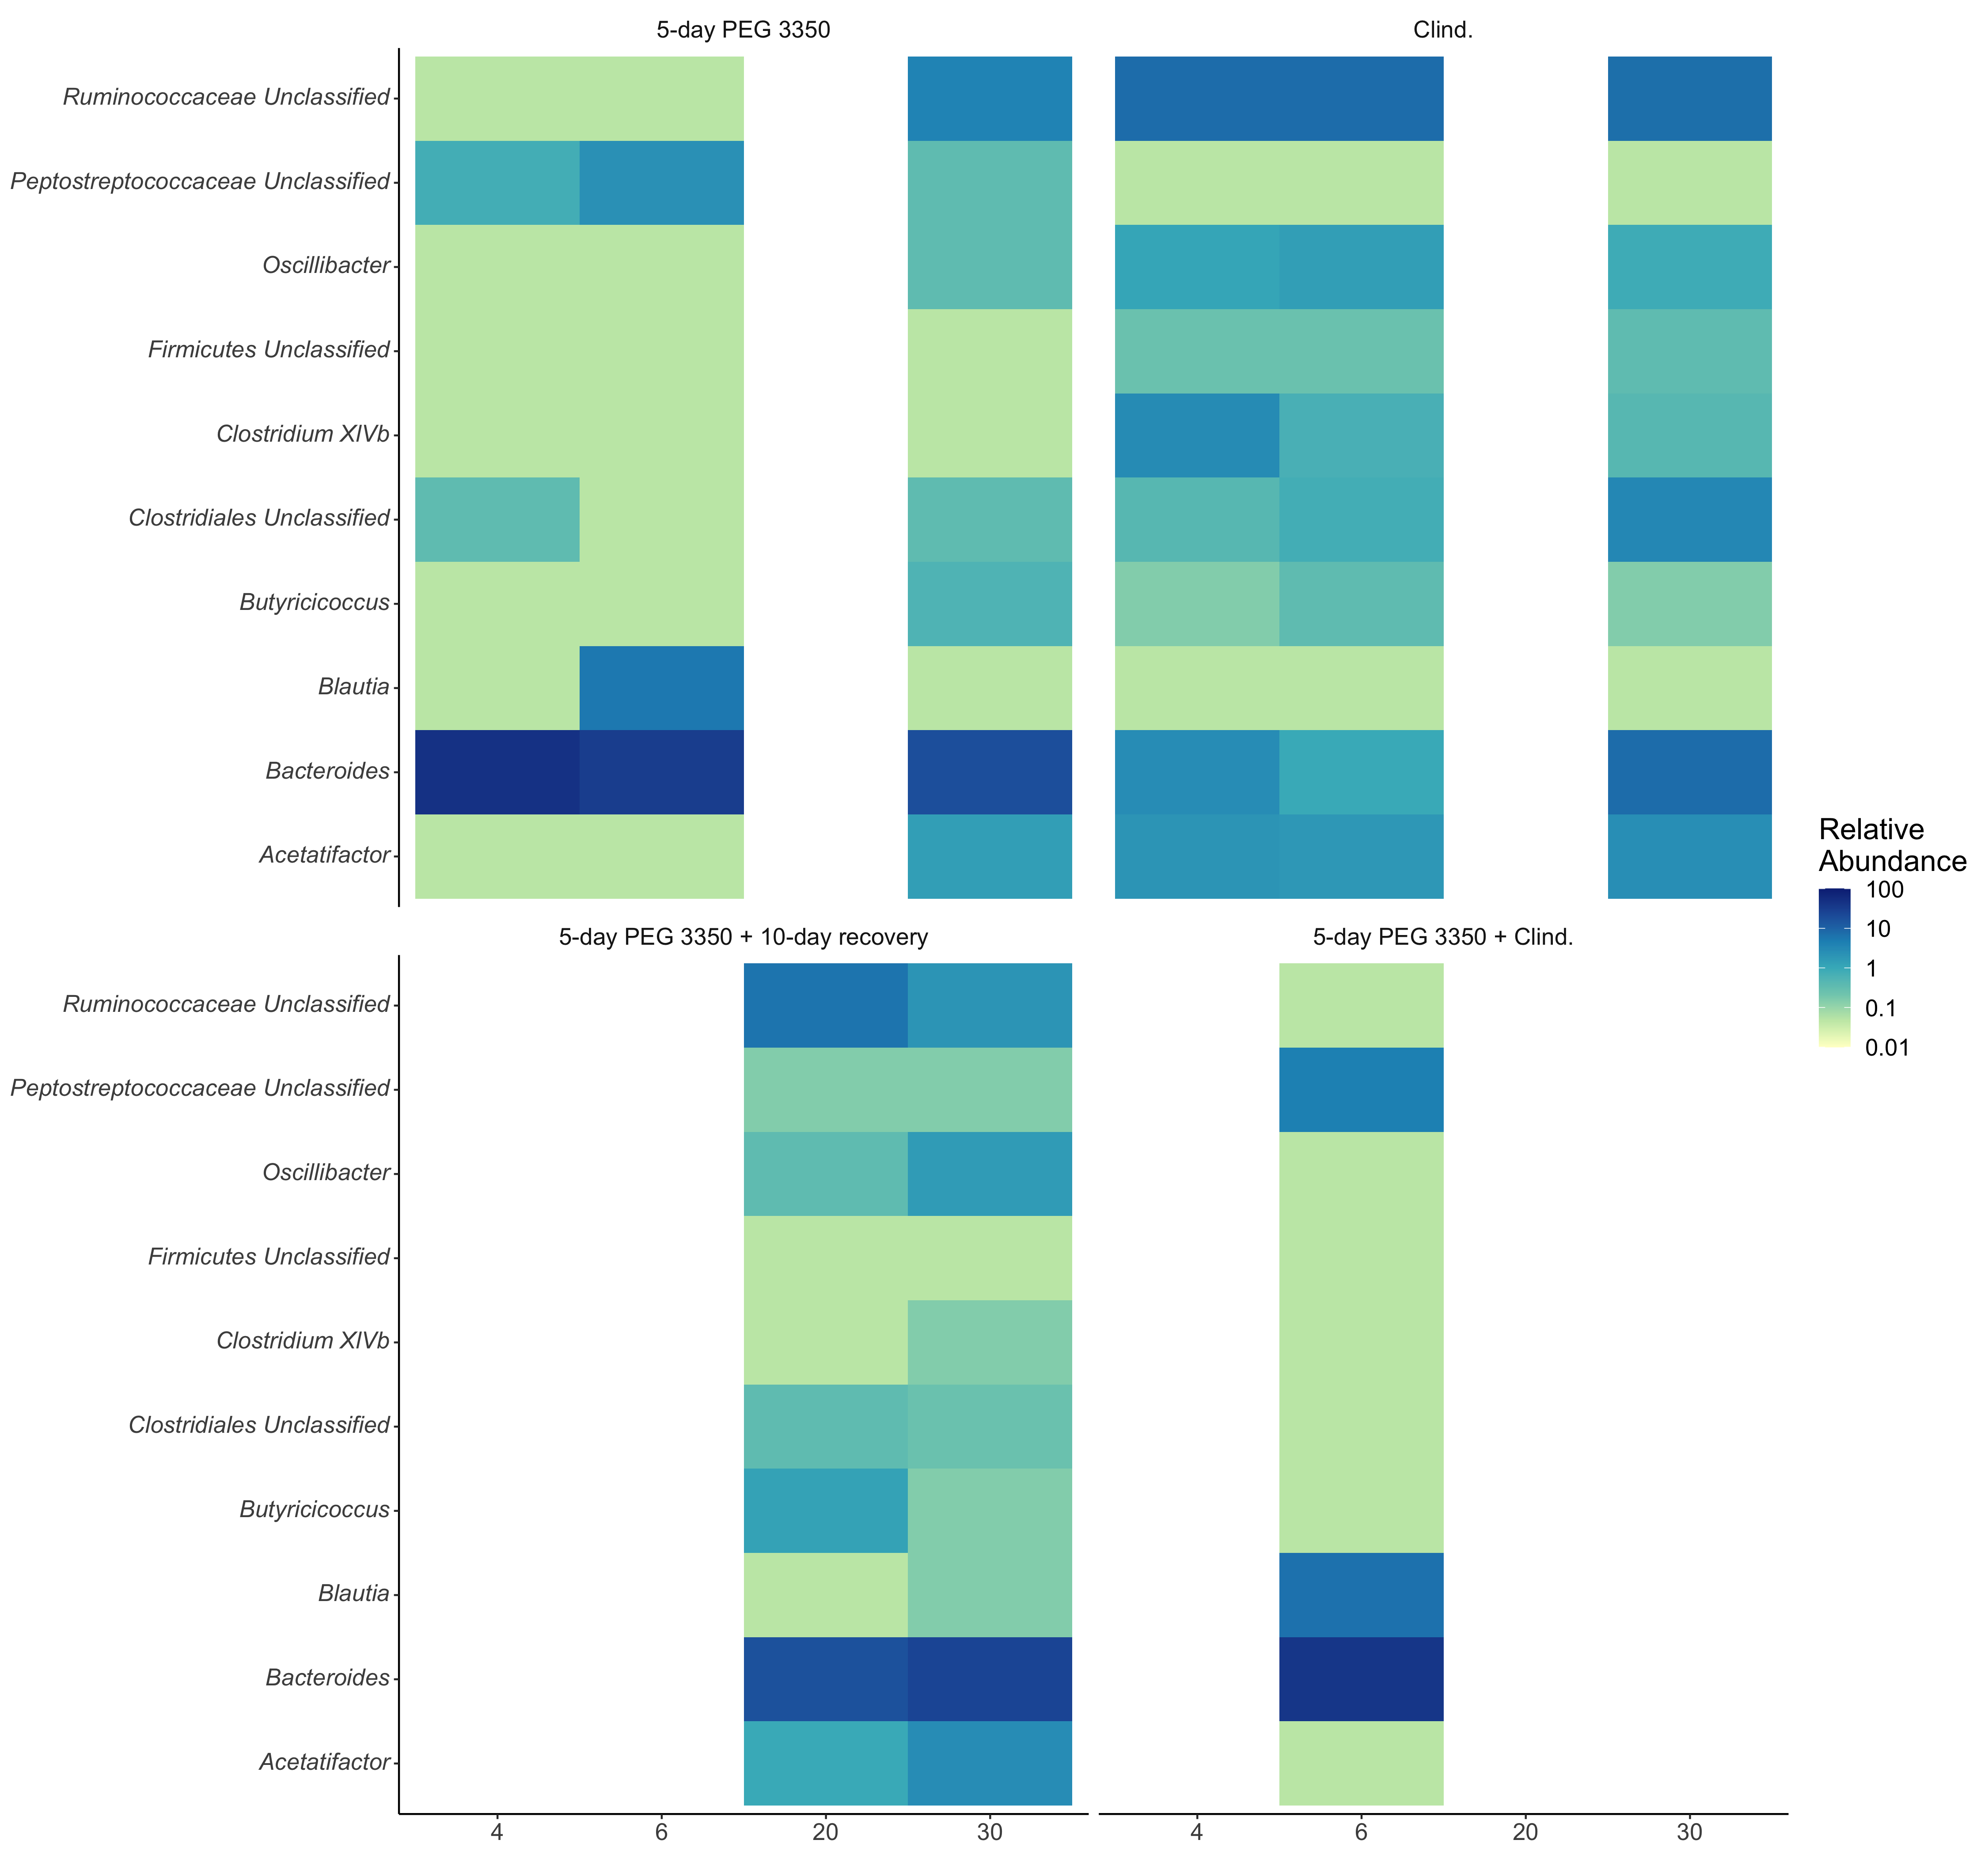 5-day PEG 3350
Clind.
Ruminococcaceae Unclassified
Peptostreptococcaceae Unclassified
Oscillibacter
Firmicutes Unclassified
Clostridium XlVb
Clostridiales Unclassified
Butyricicoccus
Blautia
Bacteroides
Acetatifactor
Relative
Abundance
100
10
1
0.1
0.01
5-day PEG 3350 + 10-day recovery
5-day PEG 3350 + Clind.
Ruminococcaceae Unclassified
Peptostreptococcaceae Unclassified
Oscillibacter
Firmicutes Unclassified
Clostridium XlVb
Clostridiales Unclassified
Butyricicoccus
Blautia
Bacteroides
Acetatifactor
4 6 20 30
4 6 20 30